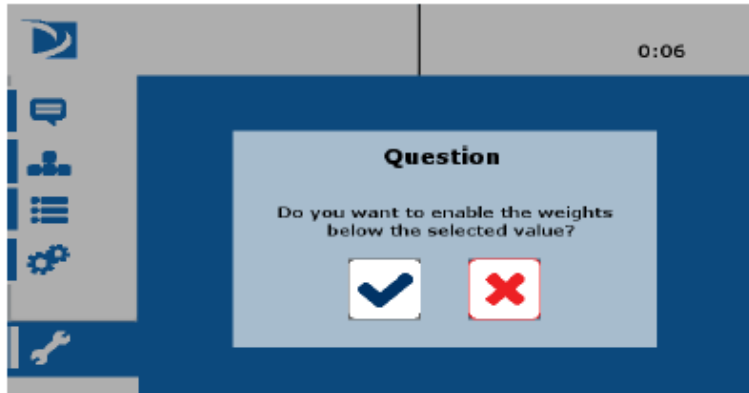 0:06
Question
Do you want to enable the weights
below the selected value?